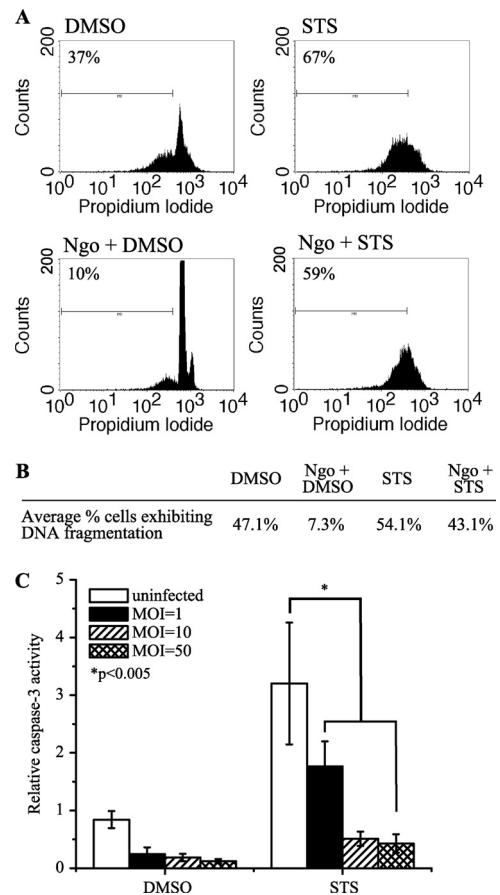 A
DMSO
STS
200
37%
Counts
0
10^0 10^1 10^2 10^3 10^4
Propidium Iodide
200
67%
Counts
0
10^0 10^1 10^2 10^3 10^4
Propidium Iodide
Ngo + DMSO
Ngo + STS
200
10%
Counts
0
10^0 10^1 10^2 10^3 10^4
Propidium Iodide
200
59%
Counts
0
10^0 10^1 10^2 10^3 10^4
Propidium Iodide
B
DMSO Ngo + DMSO STS Ngo + STS
Average % cells exhibiting
DNA fragmentation
47.1% 7.3% 54.1% 43.1%
C
Relative caspase-3 activity
5
4
3
2
1
0
uninfected
MOI=1
MOI=10
MOI=50
*p<0.005
*
DMSO STS